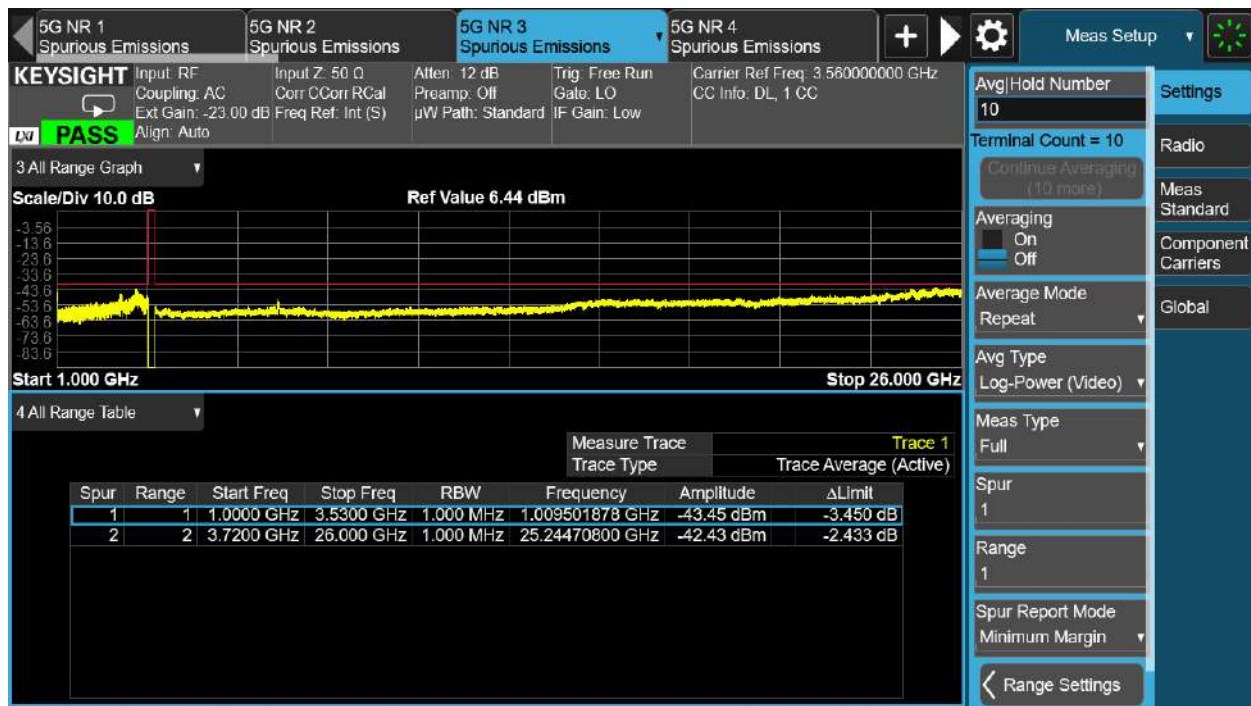 5G NR 1
Spurious Emissions
5G NR 2
Spurious Emissions
5G NR 3
Spurious Emissions
5G NR 4
Spurious Emissions
+
Meas Setup
KEYSIGHT
LXI
PASS
Input: RF
Coupling: AC
Ext Gain: -23.00 dB
Align: Auto
Input Z: 50 Ω
Corr CCorr RCal
Freq Ref: Int (S)
Atten: 12 dB
Preamp: Off
µW Path: Standard
Trig: Free Run
Gate: LO
IF Gain: Low
Carrier Ref Freq: 3.560000000 GHz
CC Info: DL, 1 CC
3 All Range Graph
Scale/Div 10.0 dB
Ref Value 6.44 dBm
-3.56
-13.6
-23.6
-33.6
-43.6
-53.6
-63.6
-73.6
-83.6
Start 1.000 GHz
Stop 26.000 GHz
4 All Range Table
Measure Trace Trace 1
Trace Type Trace Average (Active)
Spur Range Start Freq Stop Freq RBW Frequency Amplitude ΔLimit
1 1 1.0000 GHz 3.5300 GHz 1.000 MHz 1.009501878 GHz -43.45 dBm -3.450 dB
2 2 3.7200 GHz 26.000 GHz 1.000 MHz 25.24470800 GHz -42.43 dBm -2.433 dB
Avg|Hold Number
10
Terminal Count = 10
Continue Averaging
(10 more)
Averaging
On
Off
Average Mode
Repeat
Avg Type
Log-Power (Video)
Meas Type
Full
Spur
1
Range
1
Spur Report Mode
Minimum Margin
Range Settings
Settings
Radio
Meas
Standard
Component
Carriers
Global